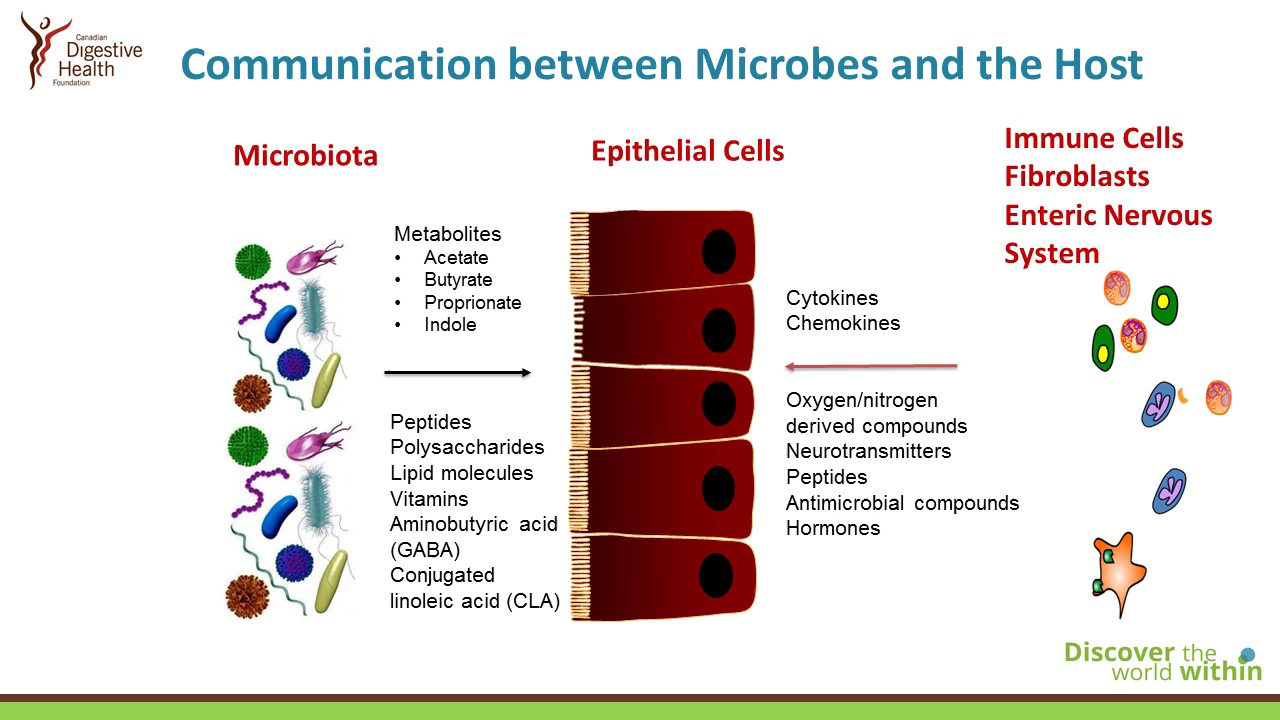 Canadian
Digestive
Health
Foundation
Communication between Microbes and the Host
Microbiota
Epithelial Cells
Immune Cells
Fibroblasts
Enteric Nervous
System
Metabolites
• Acetate
• Butyrate
• Proprionate
• Indole
Peptides
Polysaccharides
Lipid molecules
Vitamins
Aminobutyric acid
(GABA)
Conjugated
linoleic acid (CLA)
Cytokines
Chemokines
Oxygen/nitrogen
derived compounds
Neurotransmitters
Peptides
Antimicrobial compounds
Hormones
Discover the
world within